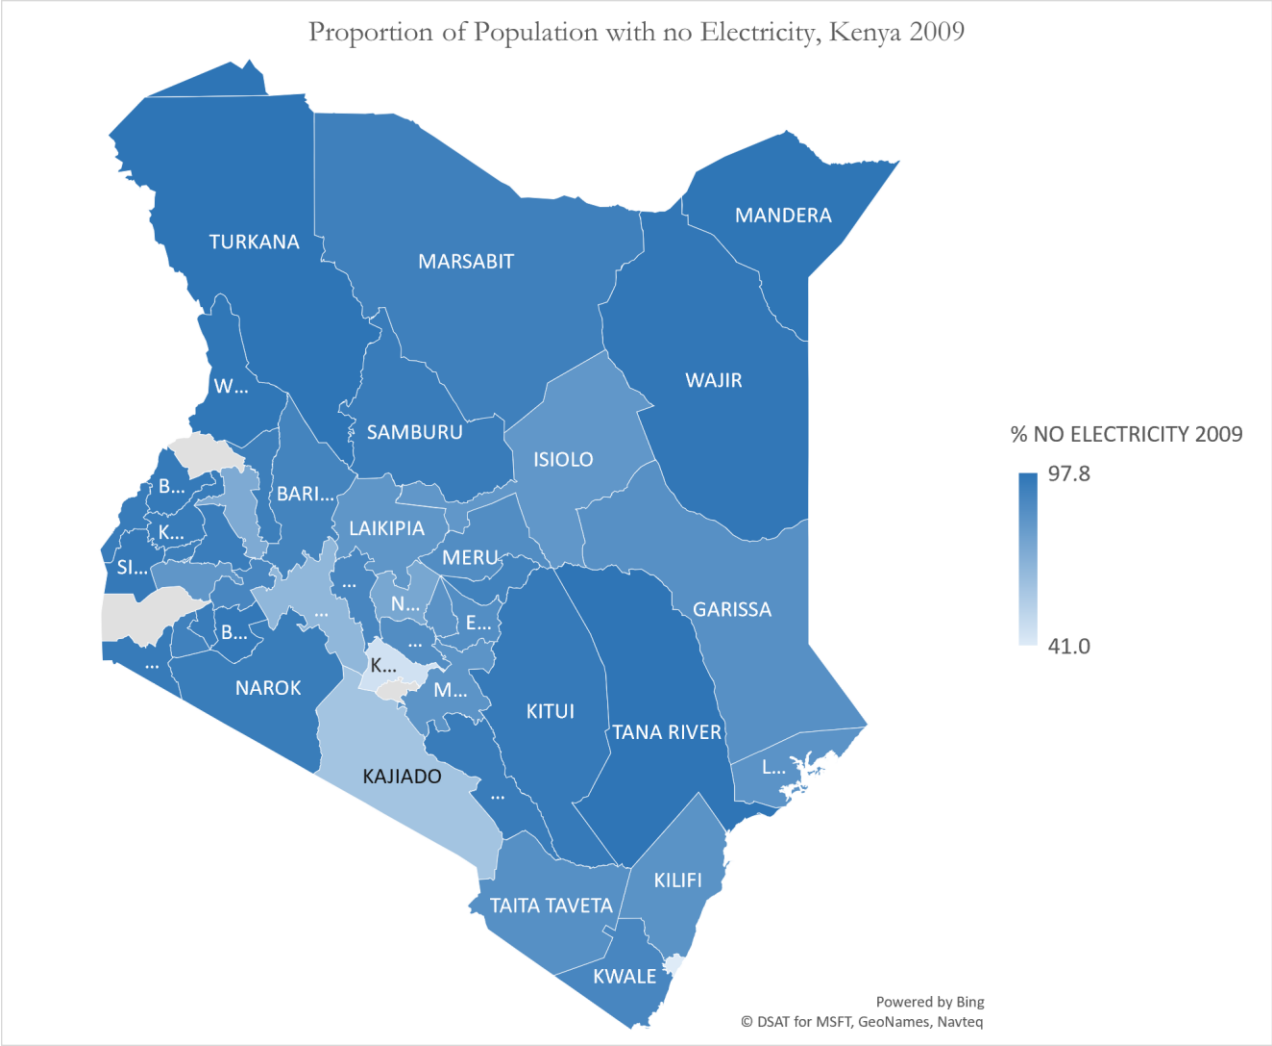 Proportion of Population with no Electricity, Kenya 2009
MANDERA
TURKANA
MARSABIT
WAJIR
W...
SAMBURU
ISIOLO
% NO ELECTRICITY 2009
97.8
B...
BARI...
K...
LAIKIPIA
MERU
SI...
...
N...
...
GARISSA
E...
B...
...
...
K...
41.0
NAROK
M...
KITUI
TANA RIVER
KAJIADO
L...
...
KILIFI
TAITA TAVETA
KWALE
Powered by Bing
© DSAT for MSFT, GeoNames, Navteq